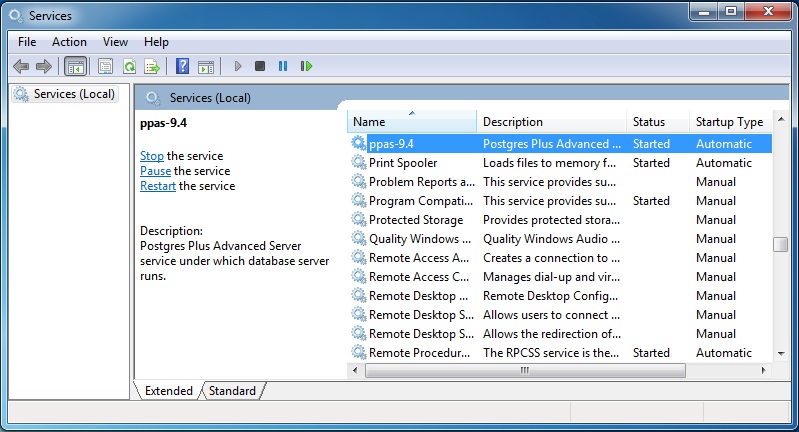 Services
File Action View Help
Services (Local)
Services (Local)
ppas-9.4
Stop the service
Pause the service
Restart the service
Description:
Postgres Plus Advanced Server
service under which database server
runs.
Name Description Status Startup Type
ppas-9.4 Postgres Plus Advanced ... Started Automatic
Print Spooler Loads files to memory f... Started Automatic
Problem Reports a... This service provides su... Manual
Program Compati... This service provides su... Started Manual
Protected Storage Provides protected stora... Manual
Quality Windows ... Quality Windows Audio ... Manual
Remote Access A... Creates a connection to ... Manual
Remote Access C... Manages dial-up and vir... Manual
Remote Desktop ... Remote Desktop Config... Manual
Remote Desktop S... Allows users to connect ... Manual
Remote Desktop S... Allows the redirection of... Manual
Remote Procedur... The RPCSS service is the... Started Automatic
Extended Standard